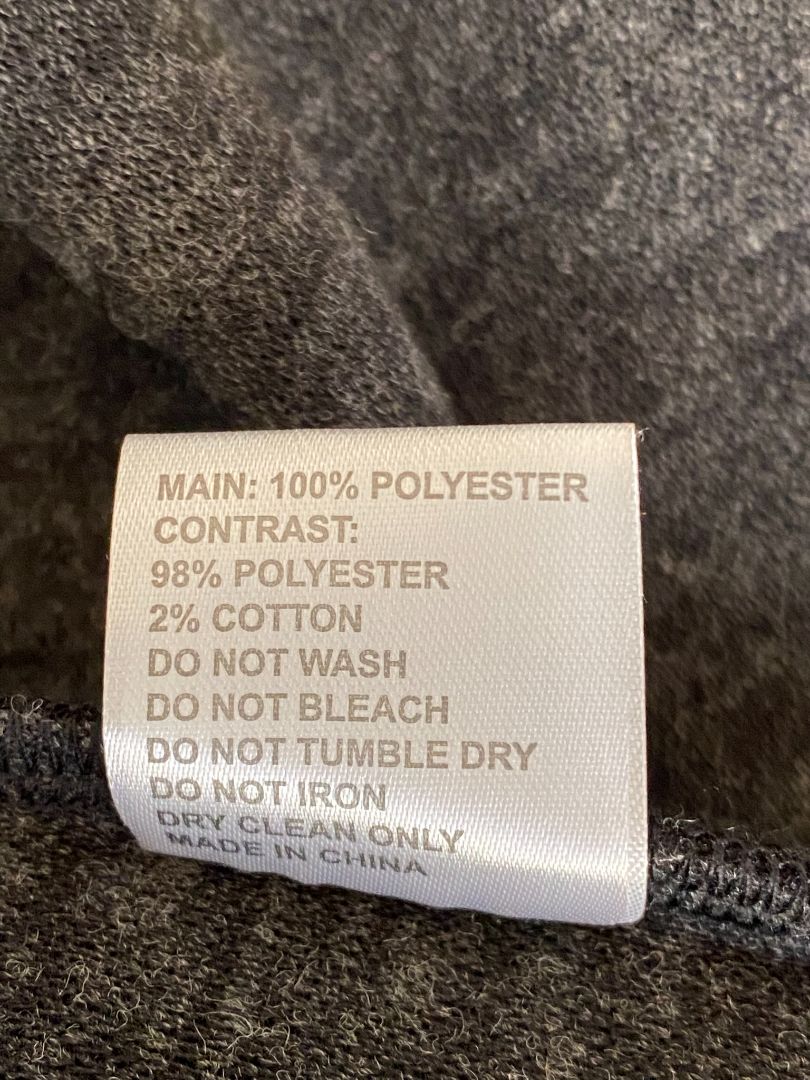 MAIN: 100% POLYESTER
CONTRAST:
98% POLYESTER
2% COTTON
DO NOT WASH
DO NOT BLEACH
DO NOT TUMBLE DRY
DO NOT IRON
DRY CLEAN ONLY
MADE IN CHINA